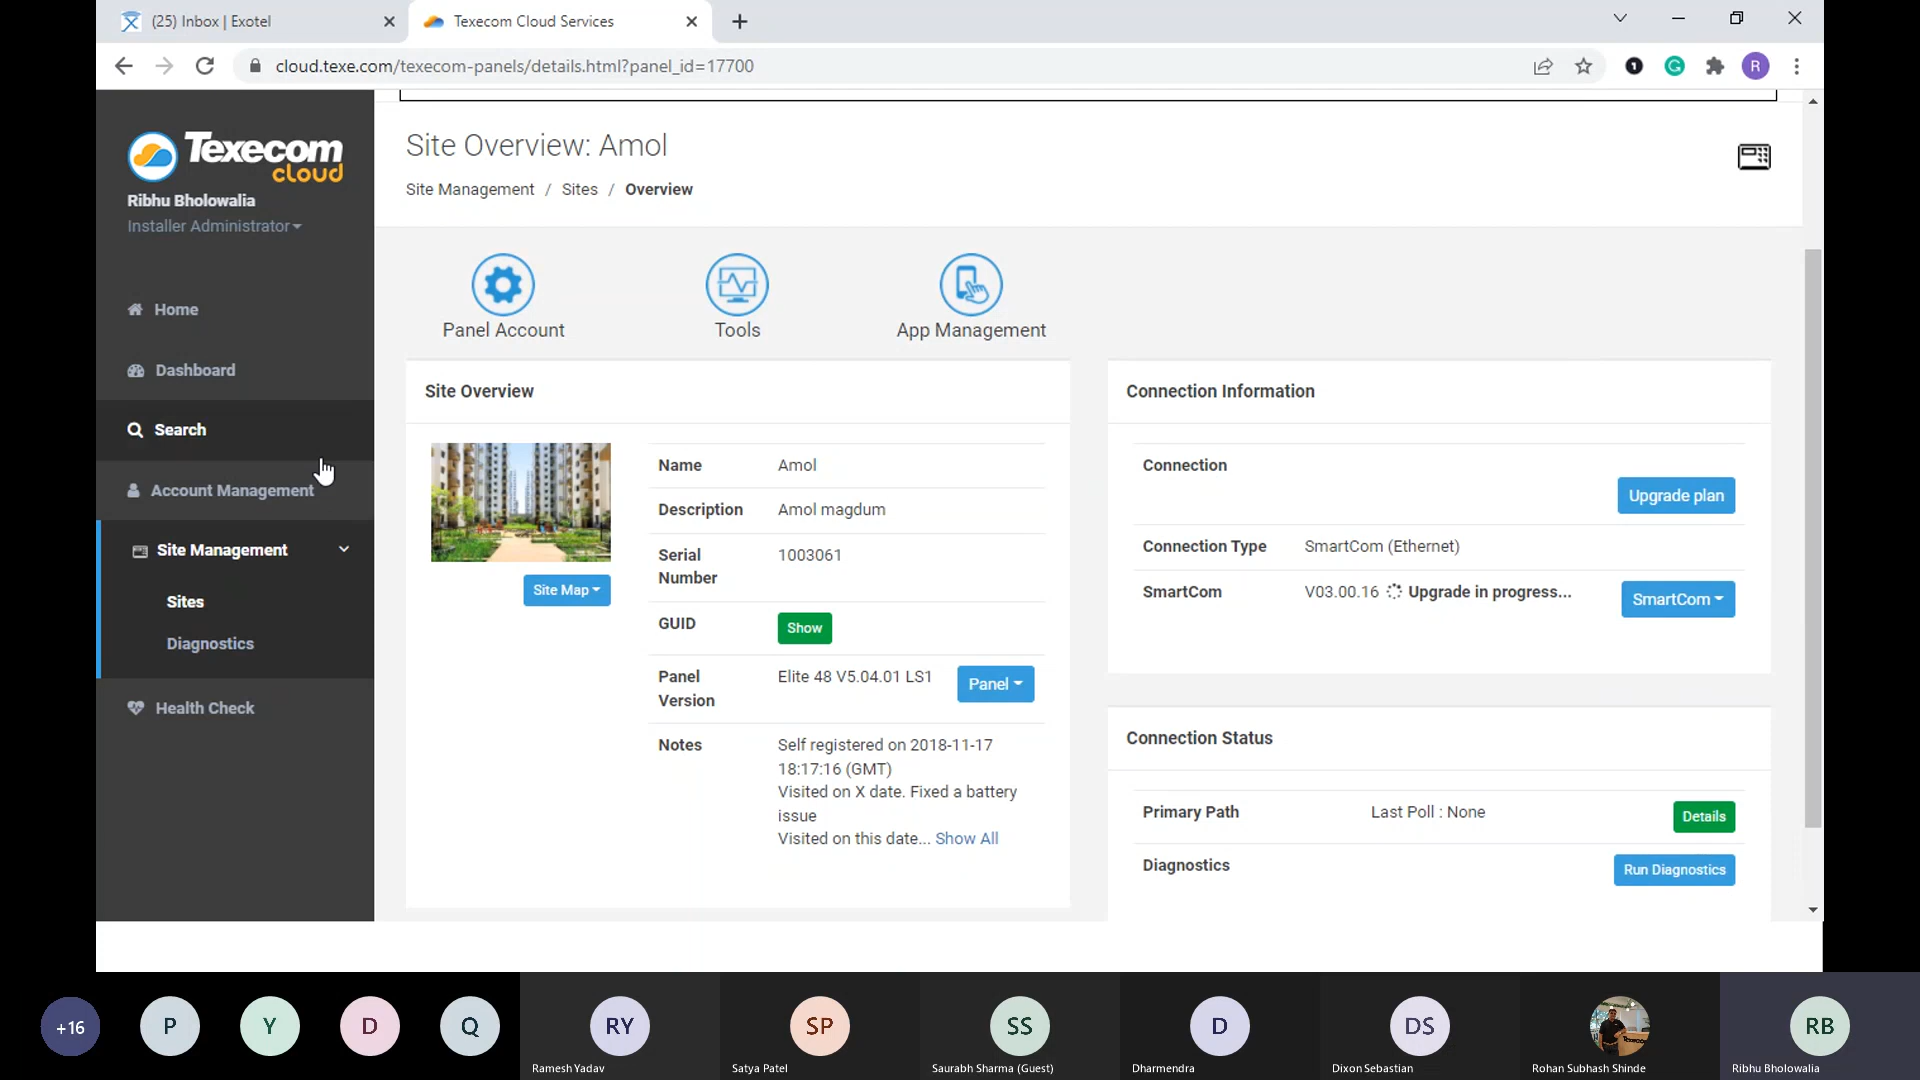 (25) Inbox | Exotel
Texecom Cloud Services
cloud.texe.com/texecom-panels/details.html?panel_id=17700
1
G
R
Texecom
cloud
Ribhu Bholowalia
Installer Administrator
Home
Dashboard
Search
Account Management
Site Management
Sites
Diagnostics
Health Check
Site Overview: Amol
Site Management / Sites / Overview
Panel Account
Tools
App Management
Site Overview
Name Amol
Description Amol magdum
Serial Number 1003061
Site Map
GUID Show
Panel Version Elite 48 V5.04.01 LS1 Panel
Notes Self registered on 2018-11-17
18:17:16 (GMT)
Visited on X date. Fixed a battery
issue
Visited on this date... Show All
Connection Information
Connection
Upgrade plan
Connection Type SmartCom (Ethernet)
SmartCom V03.00.16 Upgrade in progress... SmartCom
Connection Status
Primary Path Last Poll : None Details
Diagnostics Run Diagnostics
+16
P
Y
D
Q
RY
SP
SS
D
DS
RB
Ramesh Yadav
Satya Patel
Saurabh Sharma (Guest)
Dharmendra
Dixon Sebastian
Rohan Subhash Shinde
Ribhu Bholowalia